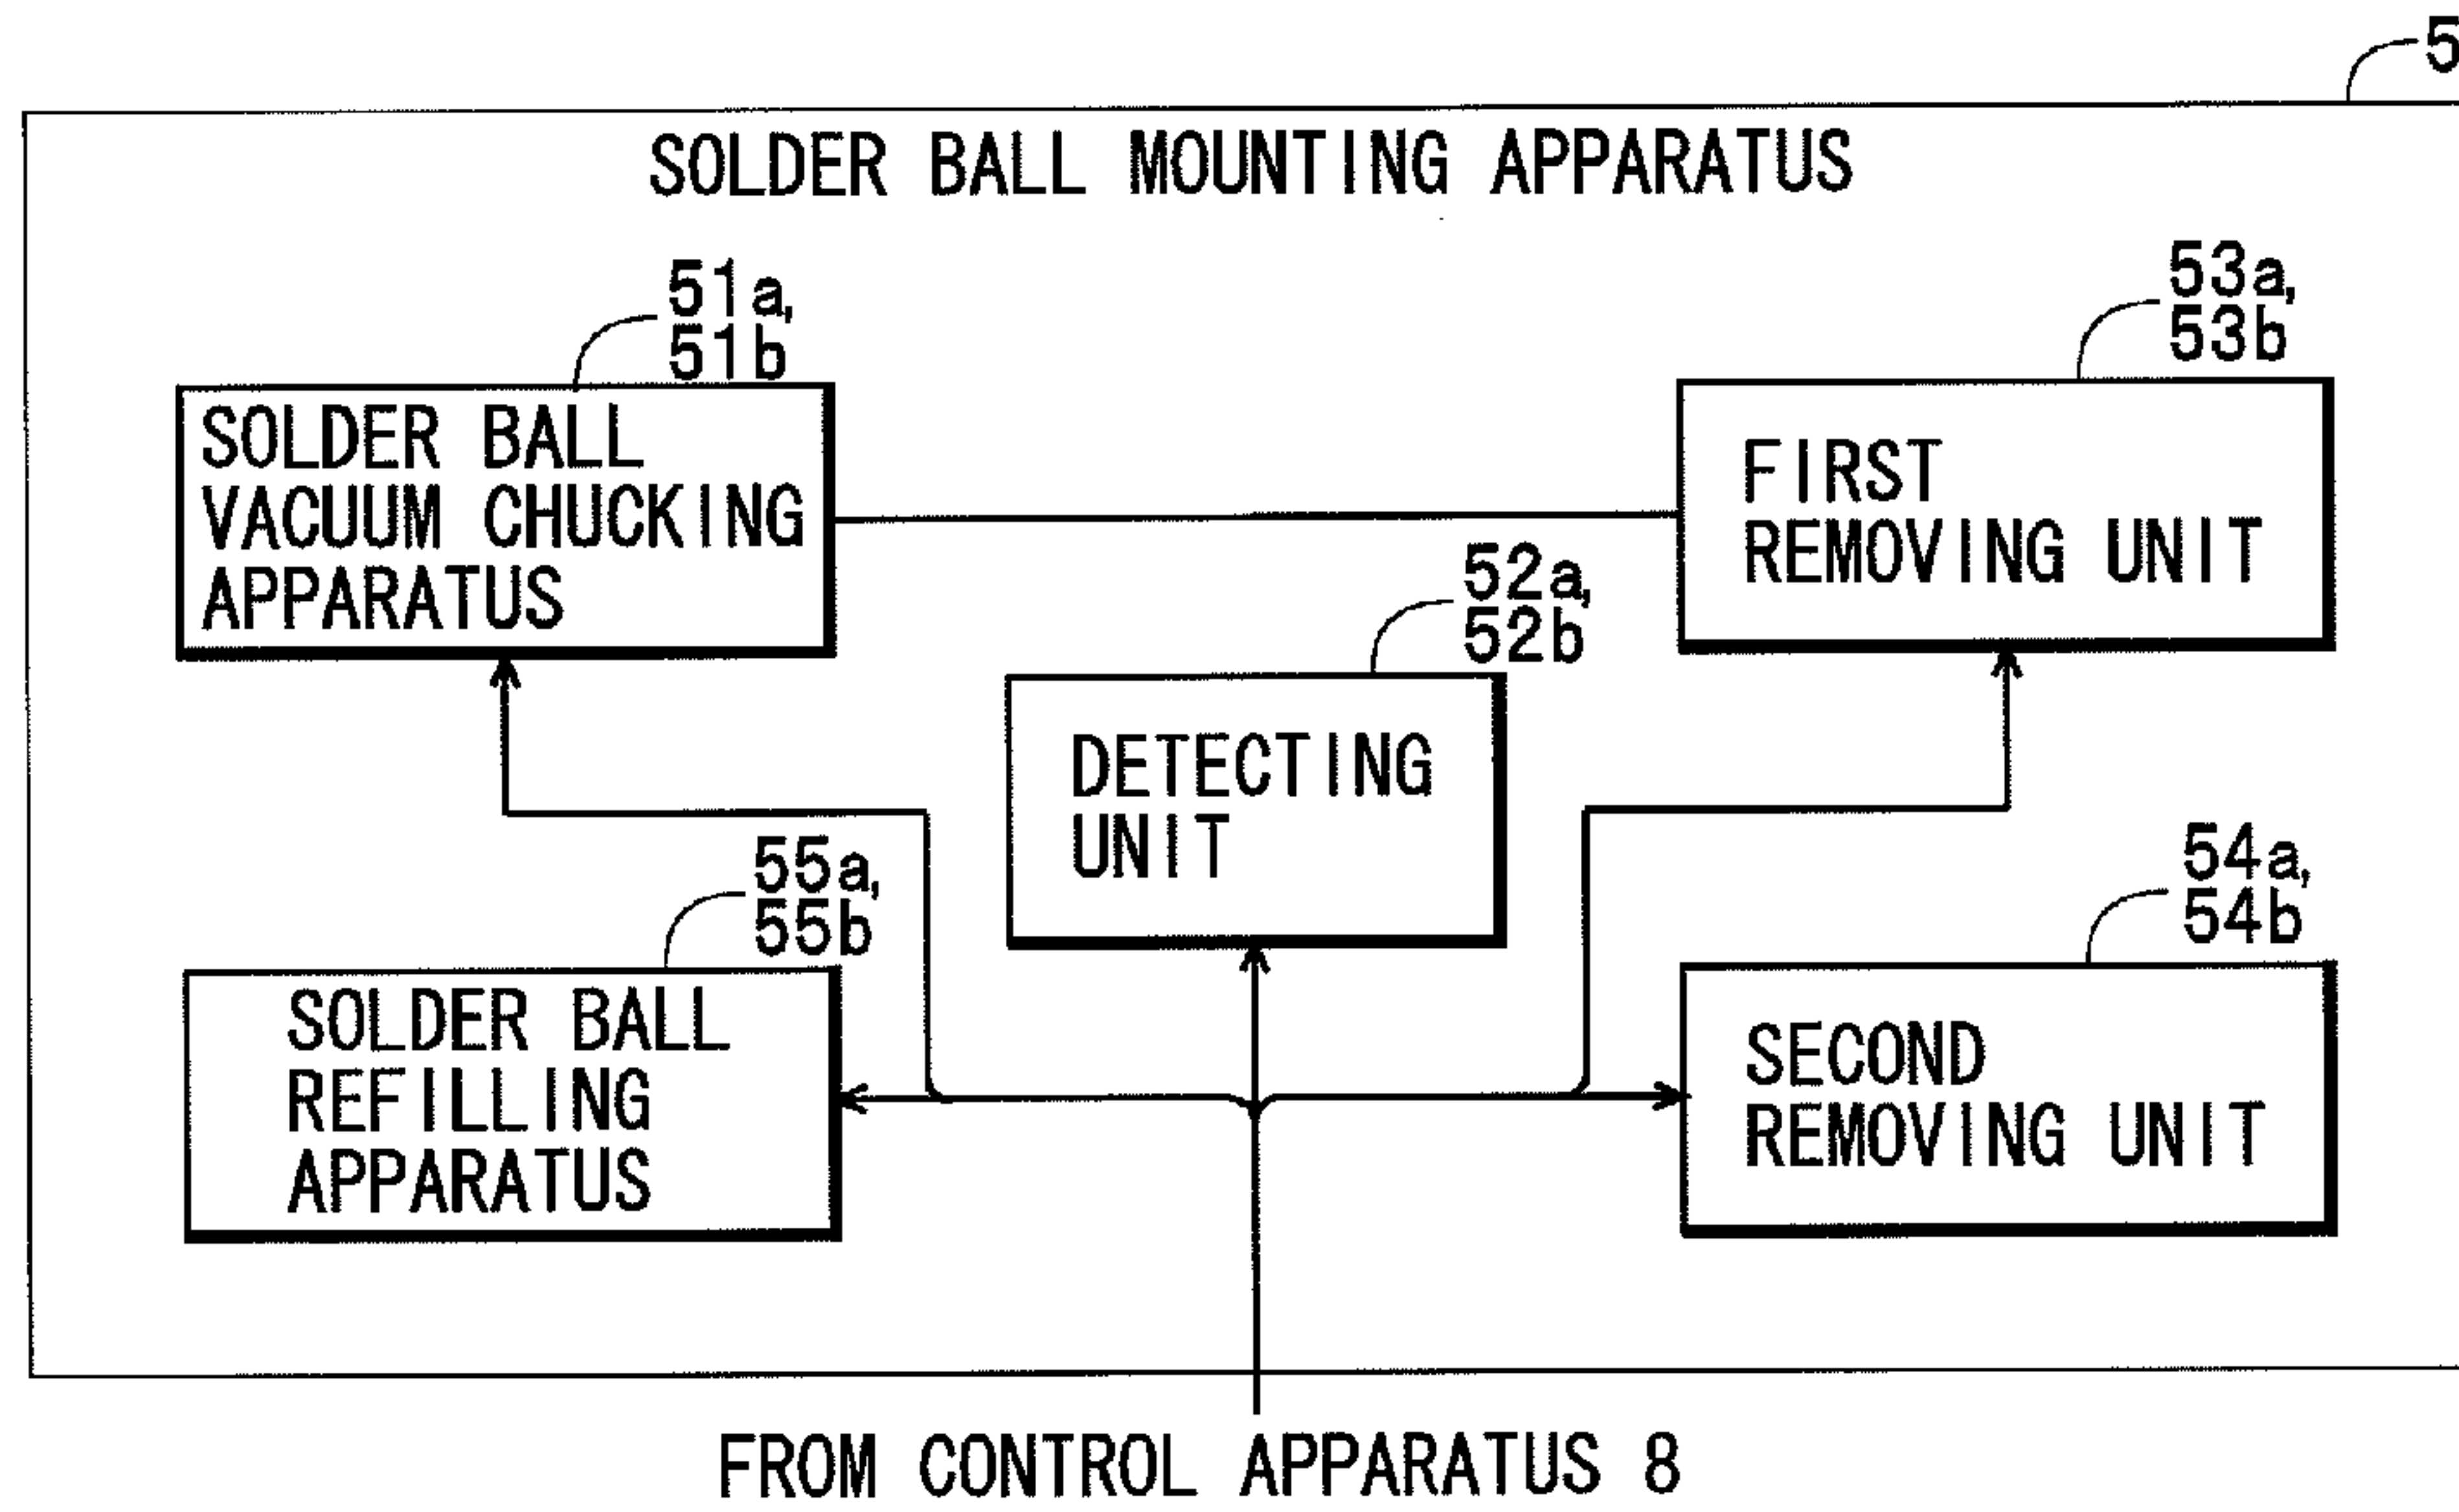 5
SOLDER BALL MOUNTING APPARATUS
51a,
51b
53a,
53b
SOLDER BALL
VACUUM CHUCKING
APPARATUS
FIRST
REMOVING UNIT
52a,
52b
DETECTING
UNIT
55a,
55b
54a,
54b
SOLDER BALL
REFILLING
APPARATUS
SECOND
REMOVING UNIT
FROM CONTROL APPARATUS 8